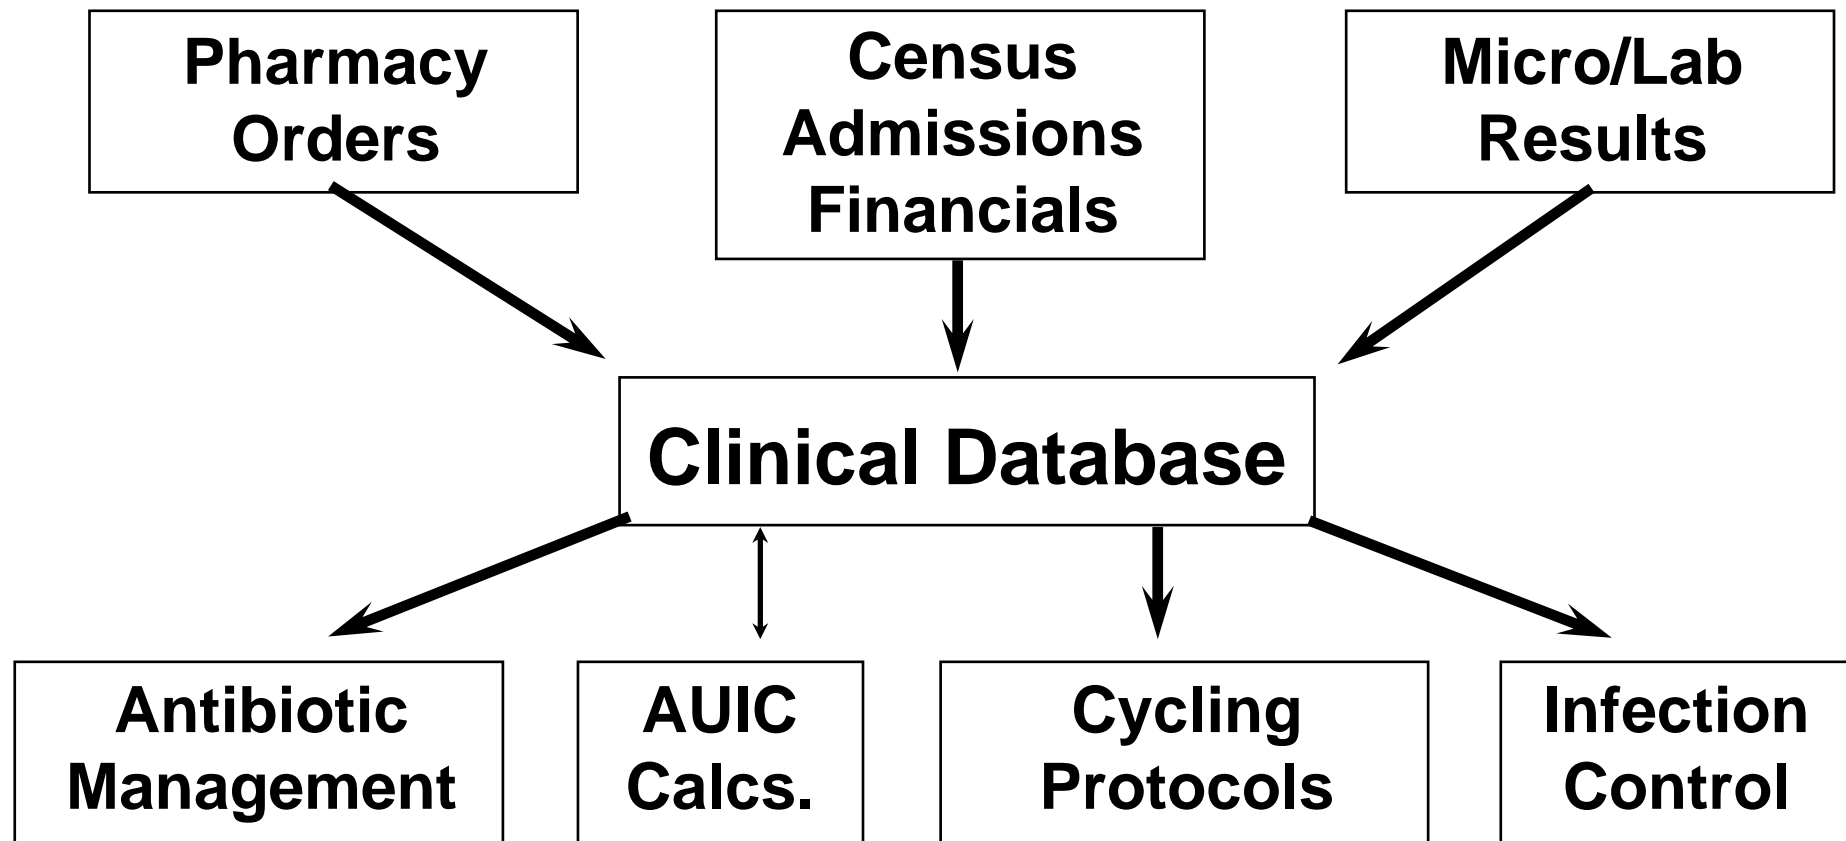 Pharmacy
Orders
Census
Admissions
Financials
Micro/Lab
Results
Clinical Database
Antibiotic
Management
AUIC
Calcs.
Cycling
Protocols
Infection
Control